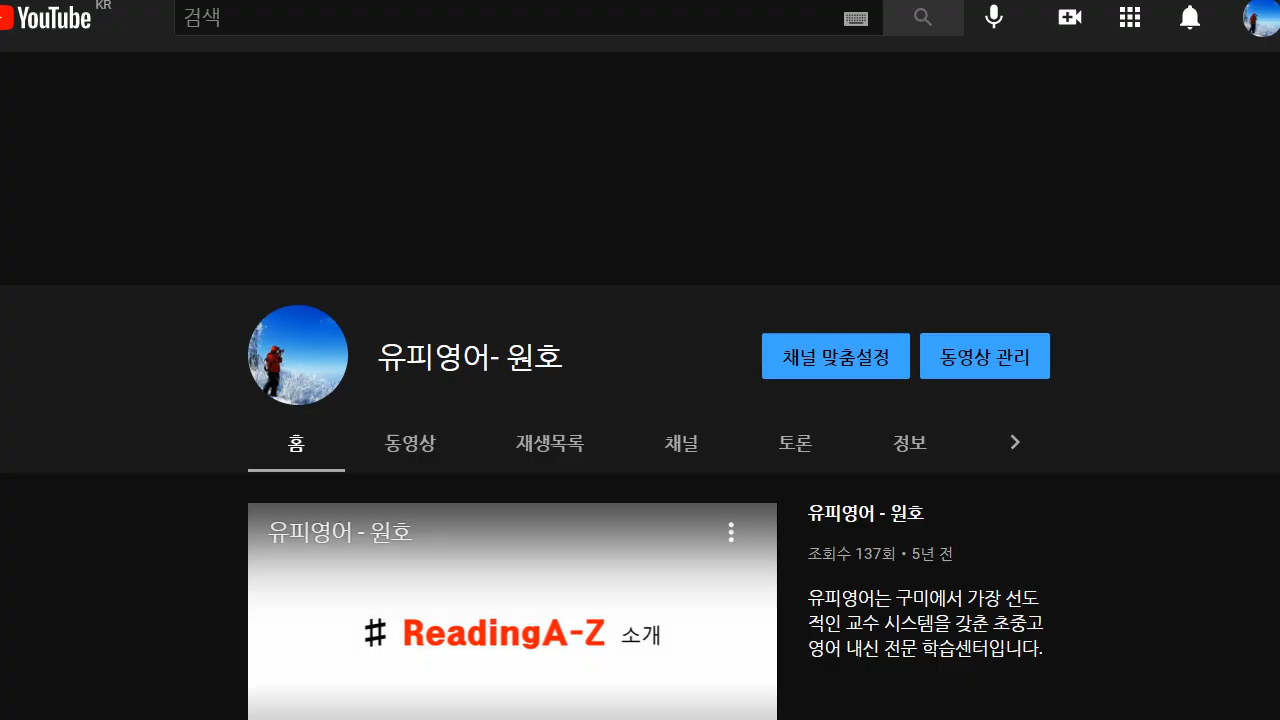 YouTube KR
검색
유피영어- 원호
채널 맞춤설정
동영상 관리
홈
동영상
재생목록
채널
토론
정보
유피영어 - 원호
# ReadingA-Z 소개
유피영어 - 원호
조회수 137회 • 5년 전
유피영어는 구미에서 가장 선도
적인 교수 시스템을 갖춘 초중고
영어 내신 전문 학습센터입니다.